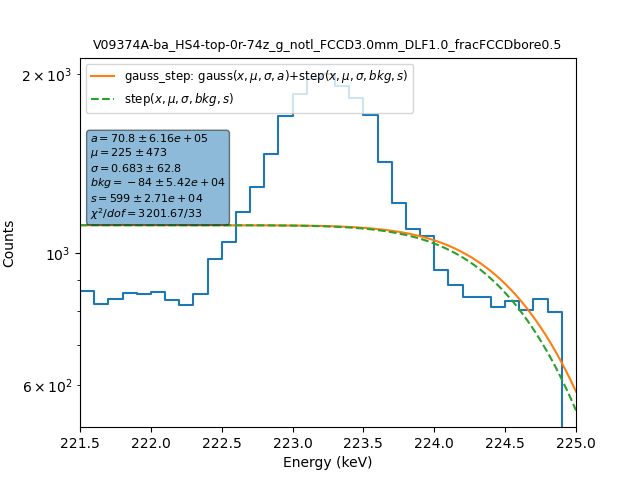 V09374A-ba_HS4-top-0r-74z_g_notl_FCCD3.0mm_DLF1.0_fracFCCDbore0.5
gauss_step: gauss(x, μ, σ, a)+step(x, μ, σ, bkg, s)
step(x, μ, σ, bkg, s)
a = 70.8 ± 6.16e + 05
μ = 225 ± 473
σ = 0.683 ± 62.8
bkg = − 84 ± 5.42e + 04
s = 599 ± 2.71e + 04
χ²/dof = 3201.67/33
2 × 10³
10³
6 × 10²
Counts
221.5 222.0 222.5 223.0 223.5 224.0 224.5 225.0
Energy (keV)